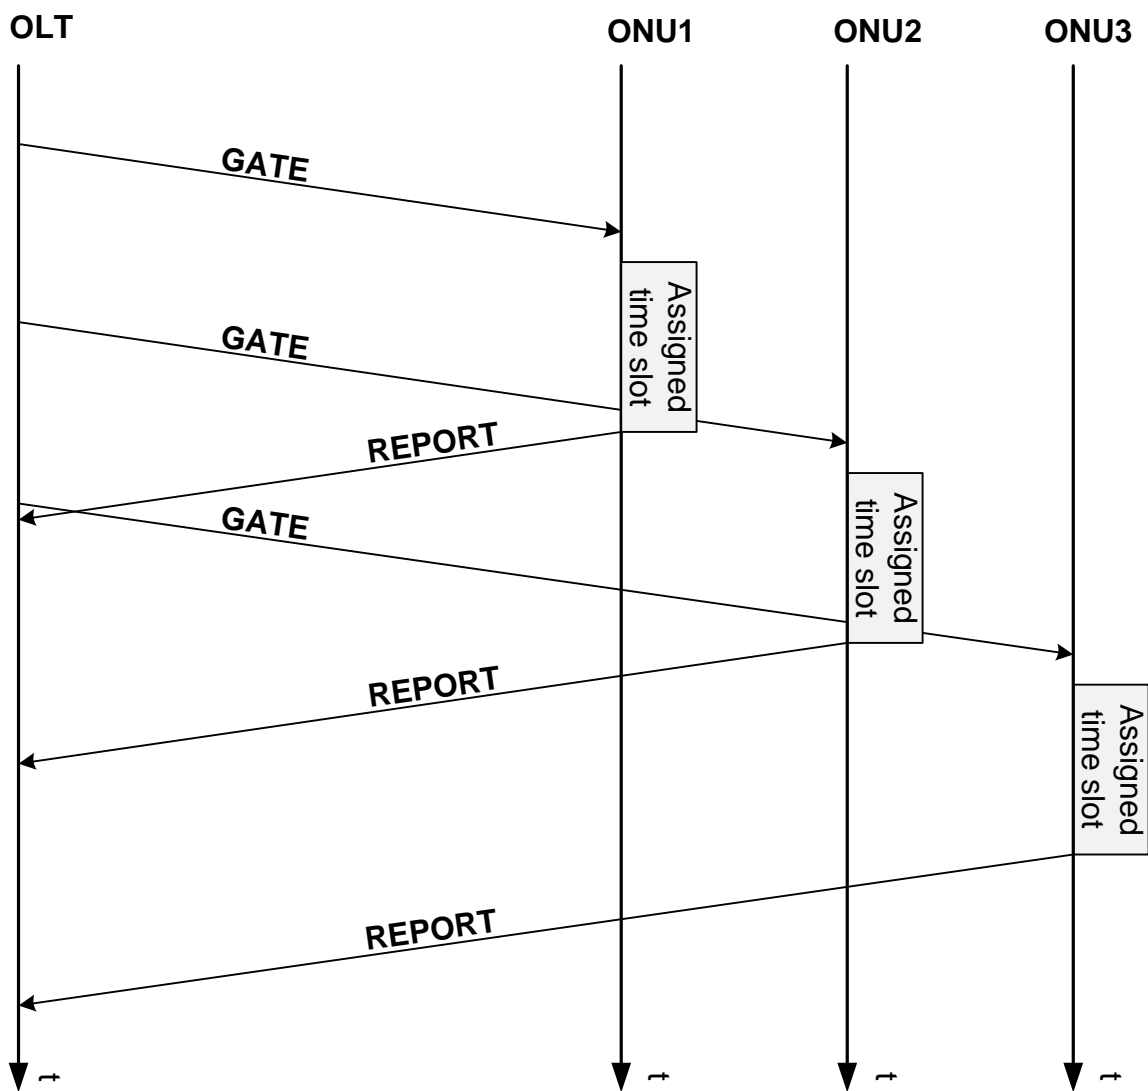 OLT
ONU1
ONU2
ONU3
GATE
Assigned
time slot
GATE
REPORT
Assigned
time slot
GATE
REPORT
Assigned
time slot
REPORT
t
t
t
t